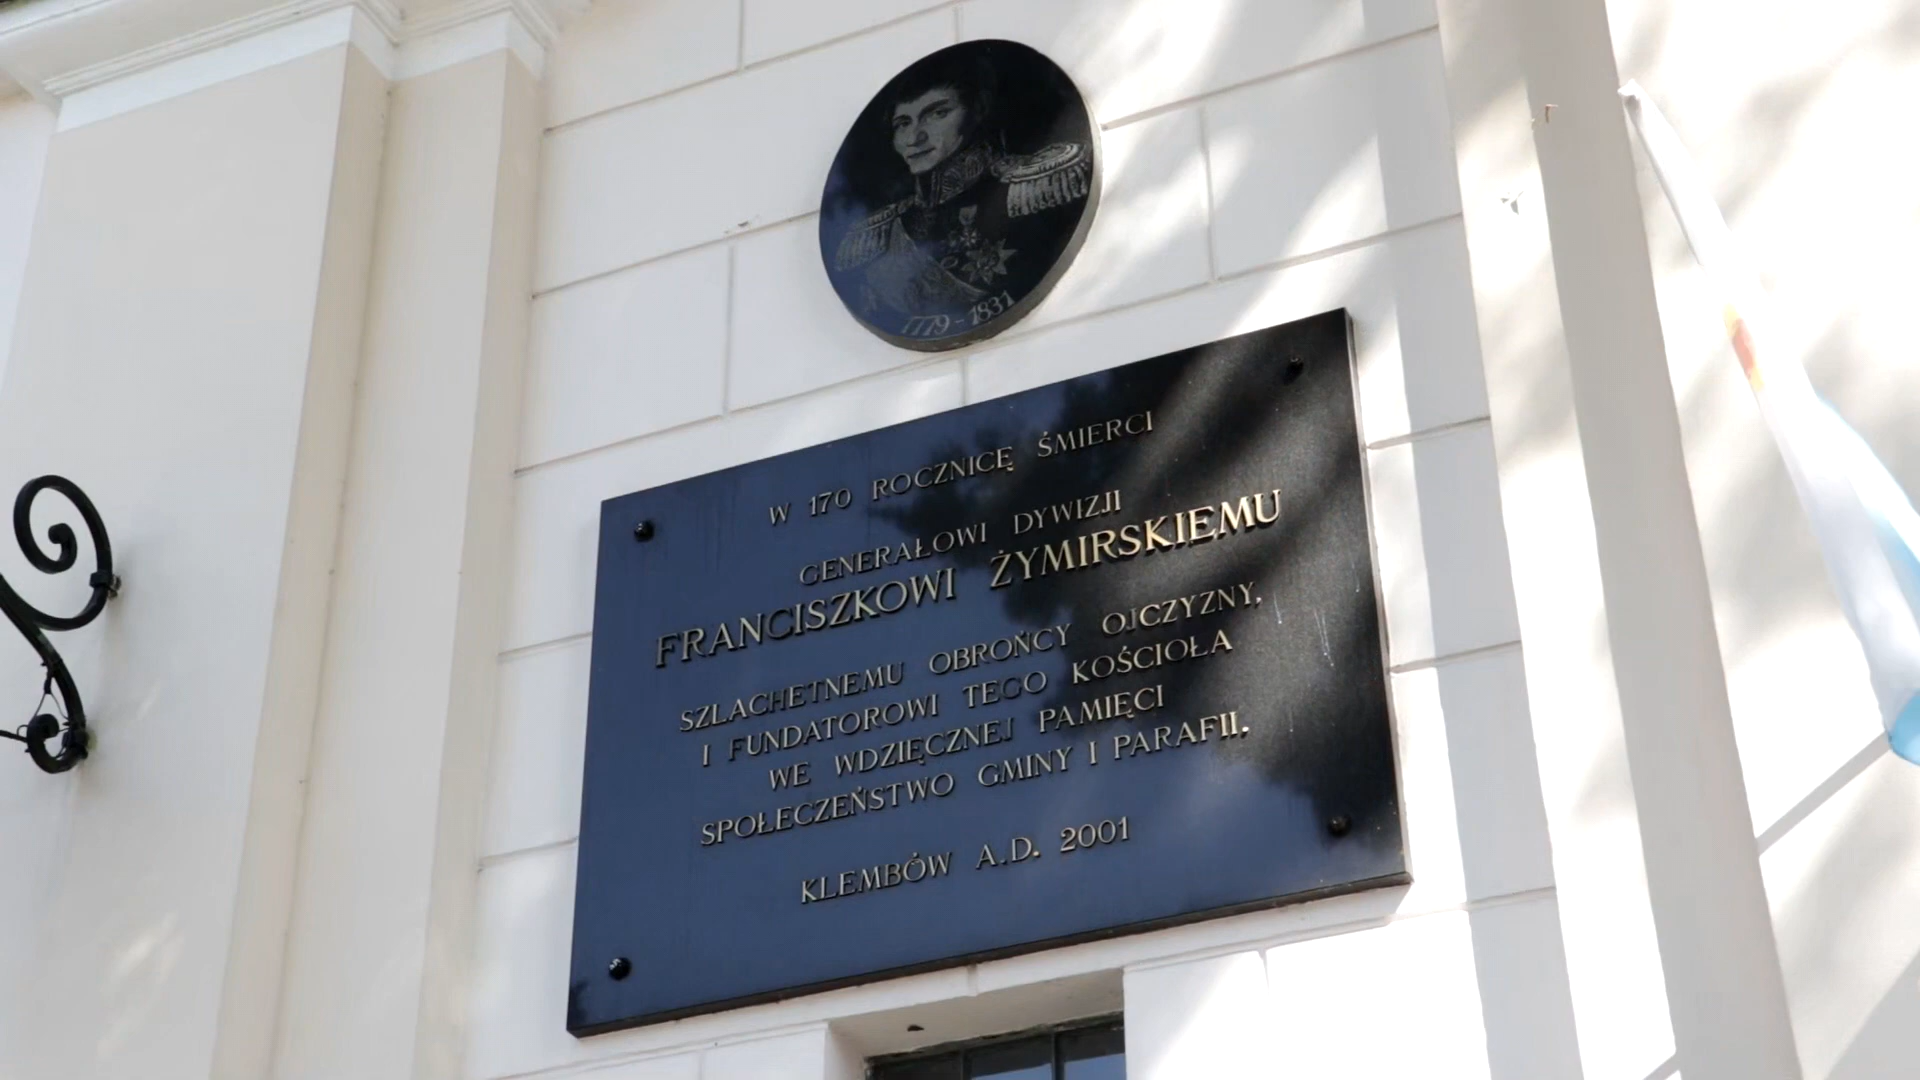 1779-1831
W 170 ROCZNICĘ ŚMIERCI
GENERAŁOWI DYWIZJI
FRANCISZKOWI ŻYMIRSKIEMU
SZLACHETNEMU OBROŃCY OJCZYZNY,
I FUNDATOROWI TEGO KOŚCIOŁA
WE WDZIĘCZNEJ PAMIĘCI
SPOŁECZEŃSTWO GMINY I PARAFII.
KLEMBÓW A.D. 2001